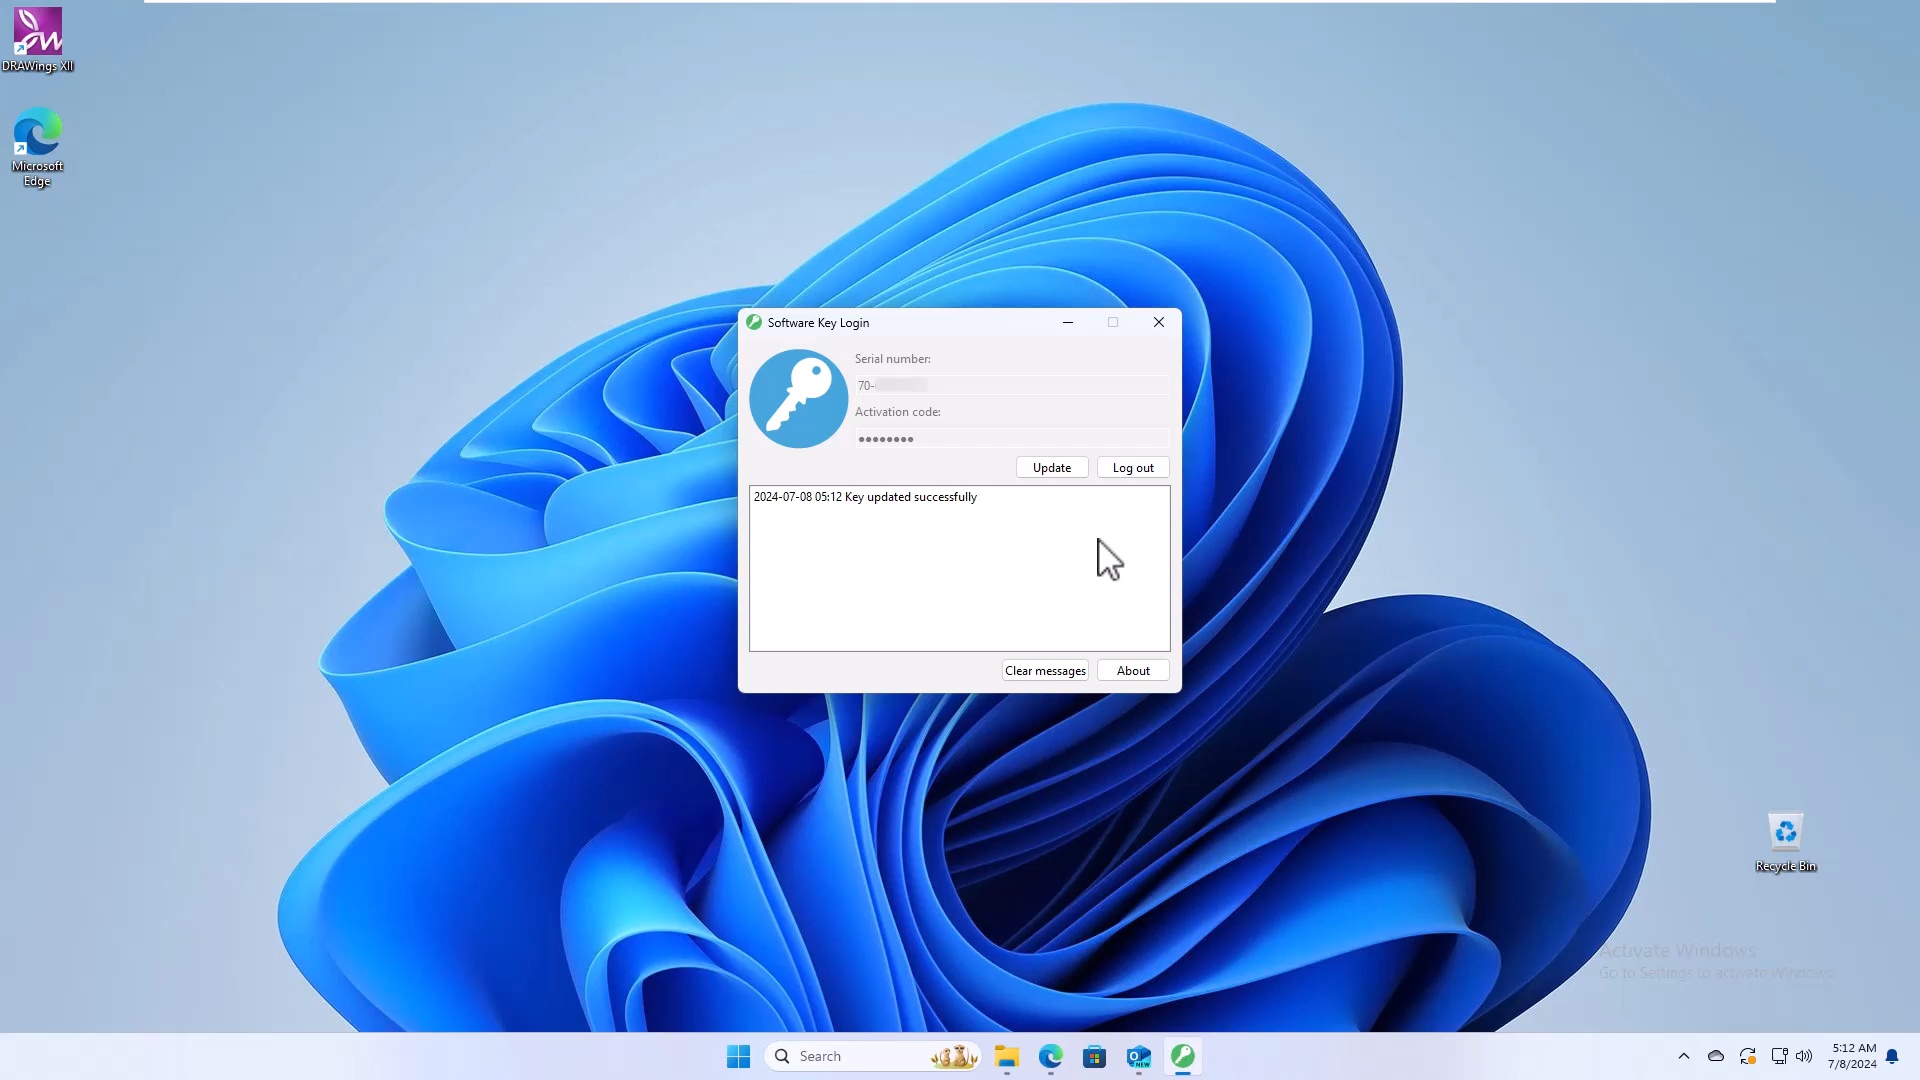 DRAWings XII
Microsoft
Edge
Software Key Login
Serial number:
70-
Activation code:
Update
Log out
2024-07-08 05:12 Key updated successfully
Clear messages
About
Recycle Bin
Activate Windows
Go to Settings to activate Windows.
Search
NEW
5:12 AM
7/8/2024